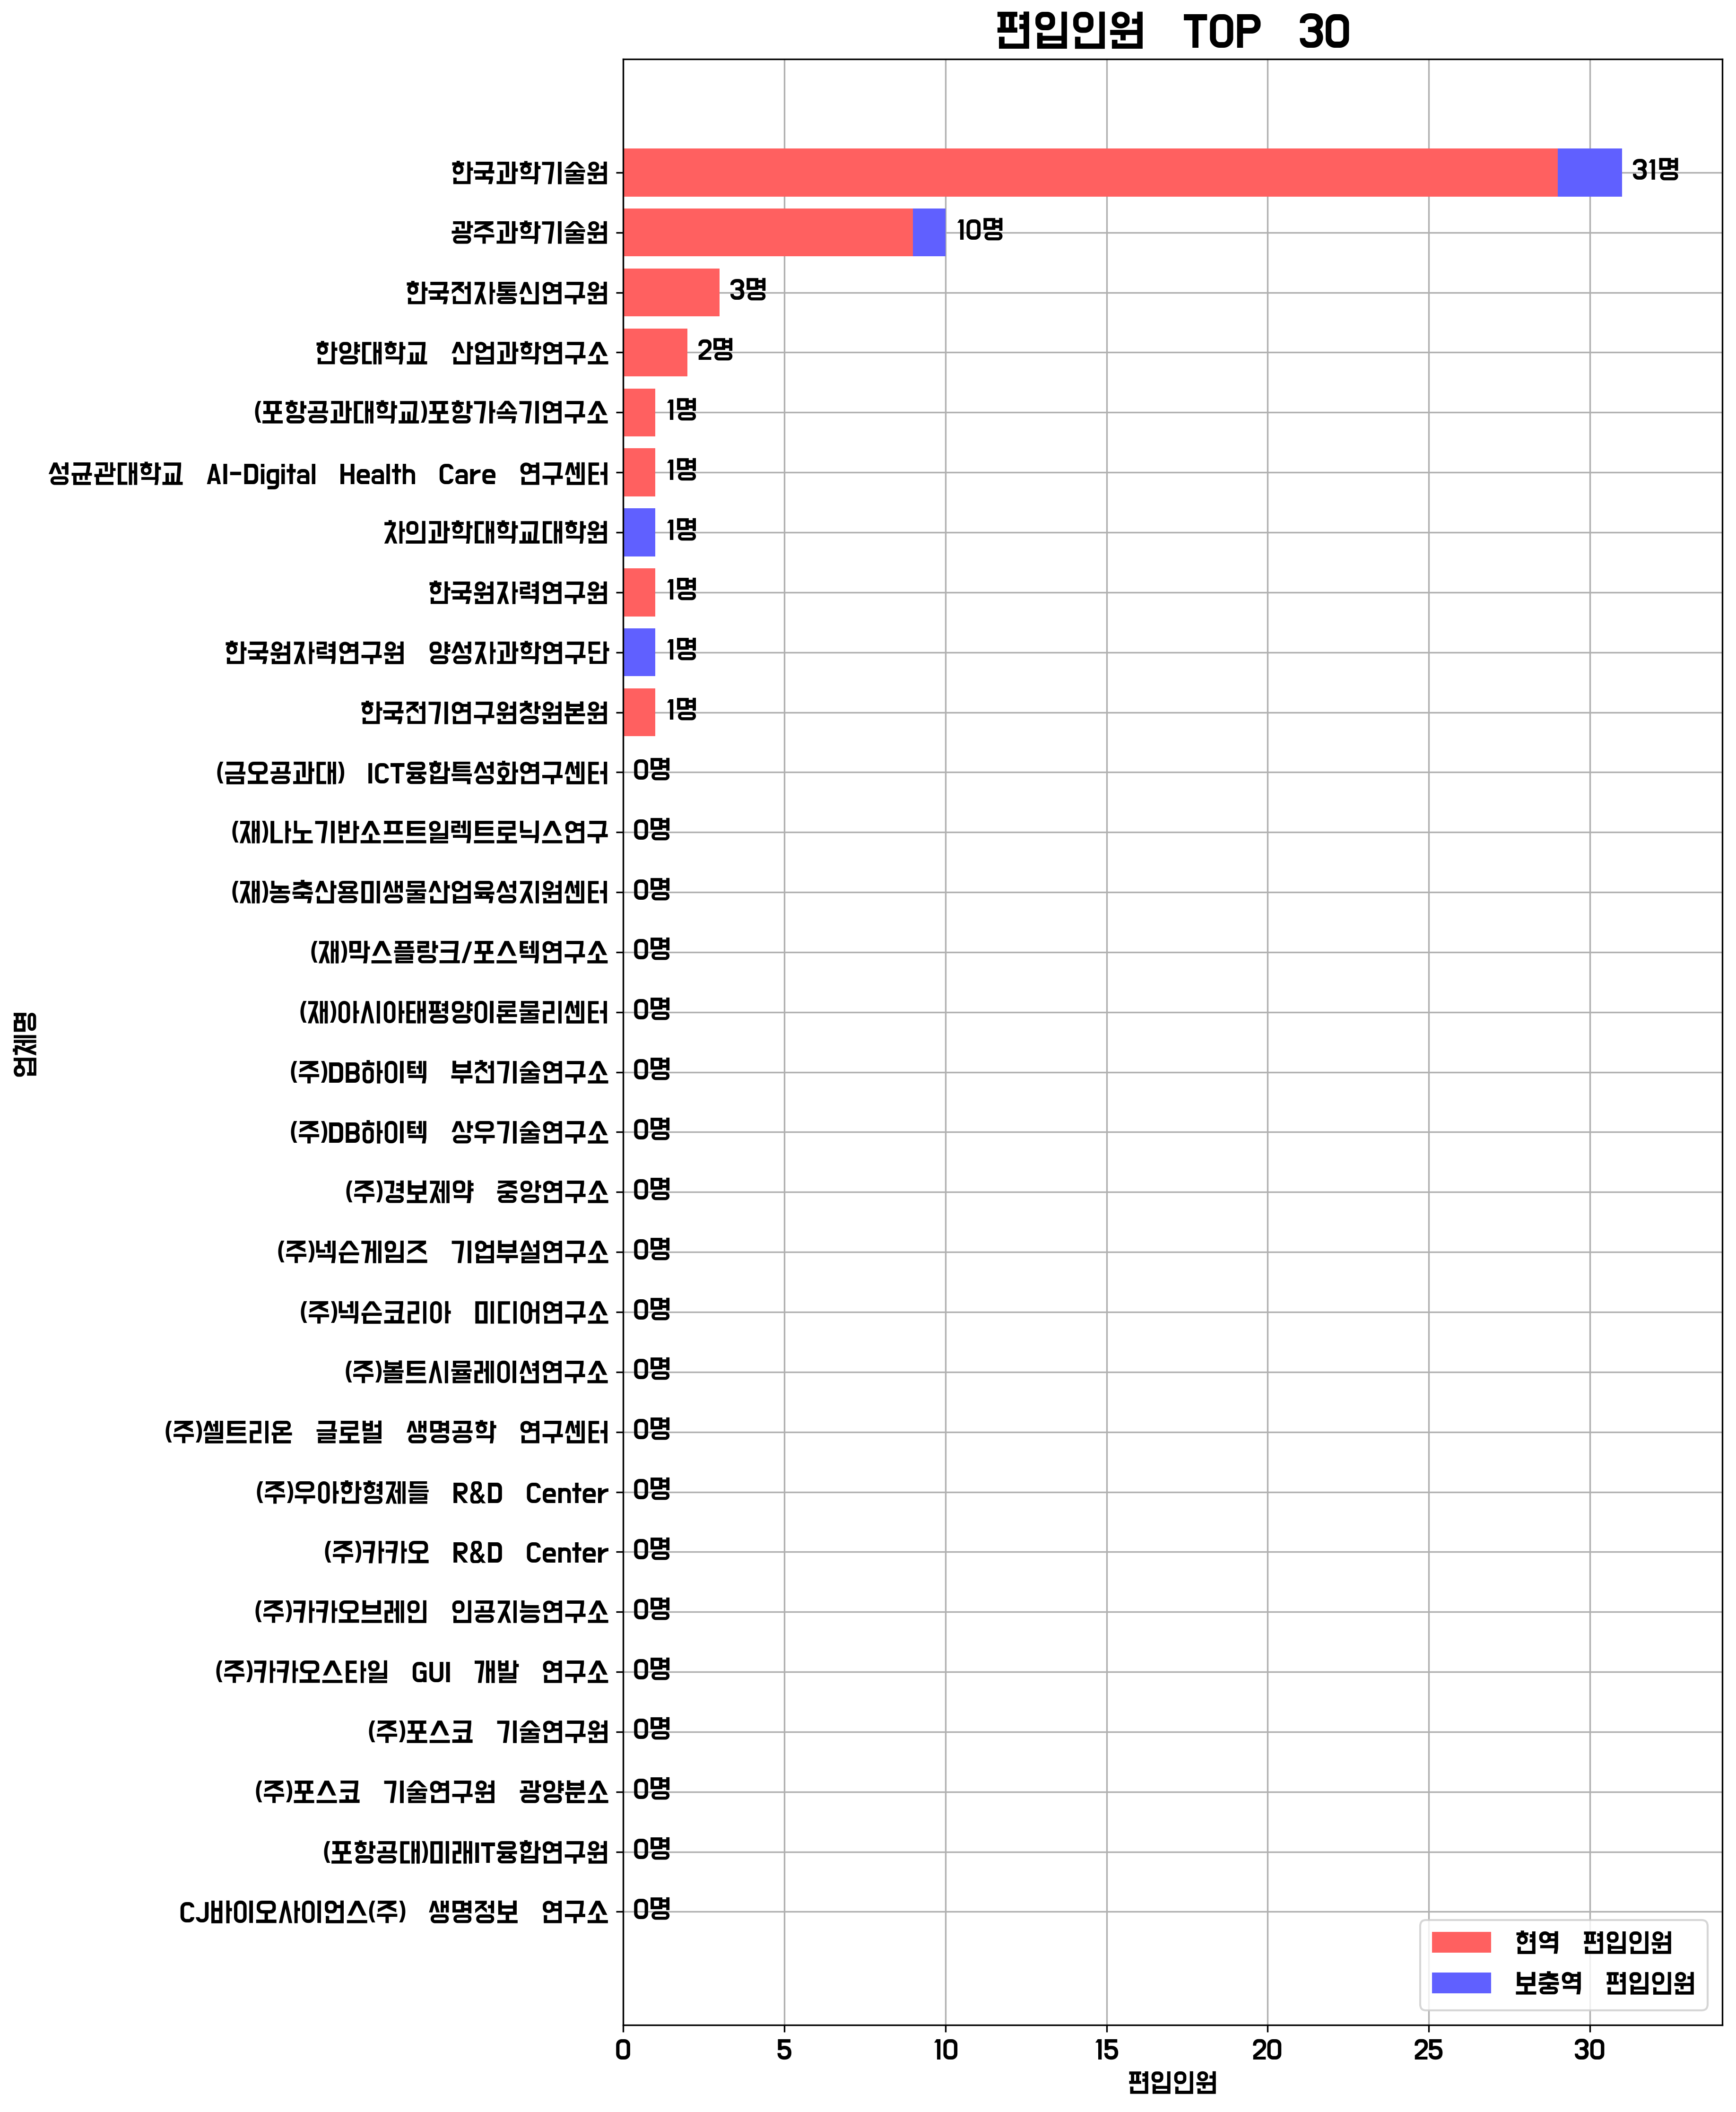 편입인원 TOP 30
한국과학기술원 31명
광주과학기술원 10명
한국전자통신연구원 3명
한양대학교 산업과학연구소 2명
(포항공과대학교)포항가속기연구소 1명
성균관대학교 AI-Digital Health Care 연구센터 1명
차의과학대학교대학원 1명
한국원자력연구원 1명
한국원자력연구원 양성자과학연구단 1명
한국전기연구원창원본원 1명
(금오공과대) ICT융합특성화연구센터 0명
(재)나노기반소프트일렉트로닉스연구 0명
(재)농축산용미생물산업육성지원센터 0명
(재)막스플랑크/포스텍연구소 0명
(재)아시아태평양이론물리센터 0명
(주)DB하이텍 부천기술연구소 0명
(주)DB하이텍 상우기술연구소 0명
(주)경보제약 중앙연구소 0명
(주)넥슨게임즈 기업부설연구소 0명
(주)넥슨코리아 미디어연구소 0명
(주)볼트시뮬레이션연구소 0명
(주)셀트리온 글로벌 생명공학 연구센터 0명
(주)우아한형제들 R&D Center 0명
(주)카카오 R&D Center 0명
(주)카카오브레인 인공지능연구소 0명
(주)카카오스타일 GUI 개발 연구소 0명
(주)포스코 기술연구원 0명
(주)포스코 기술연구원 광양분소 0명
(포항공대)미래IT융합연구원 0명
CJ바이오사이언스(주) 생명정보 연구소 0명
업체명
현역 편입인원
보충역 편입인원
0 5 10 15 20 25 30
편입인원